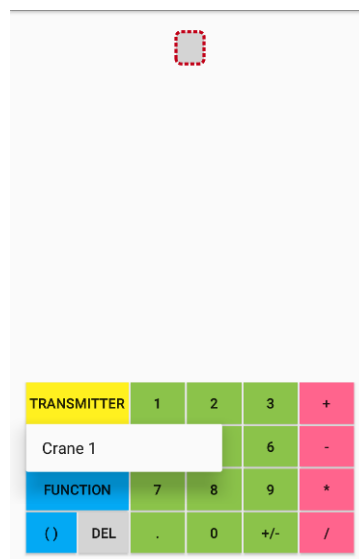 TRANSMITTER 1 2 3 +
Crane 1 6 -
FUNCTION 7 8 9 *
( ) DEL . 0 +/- /